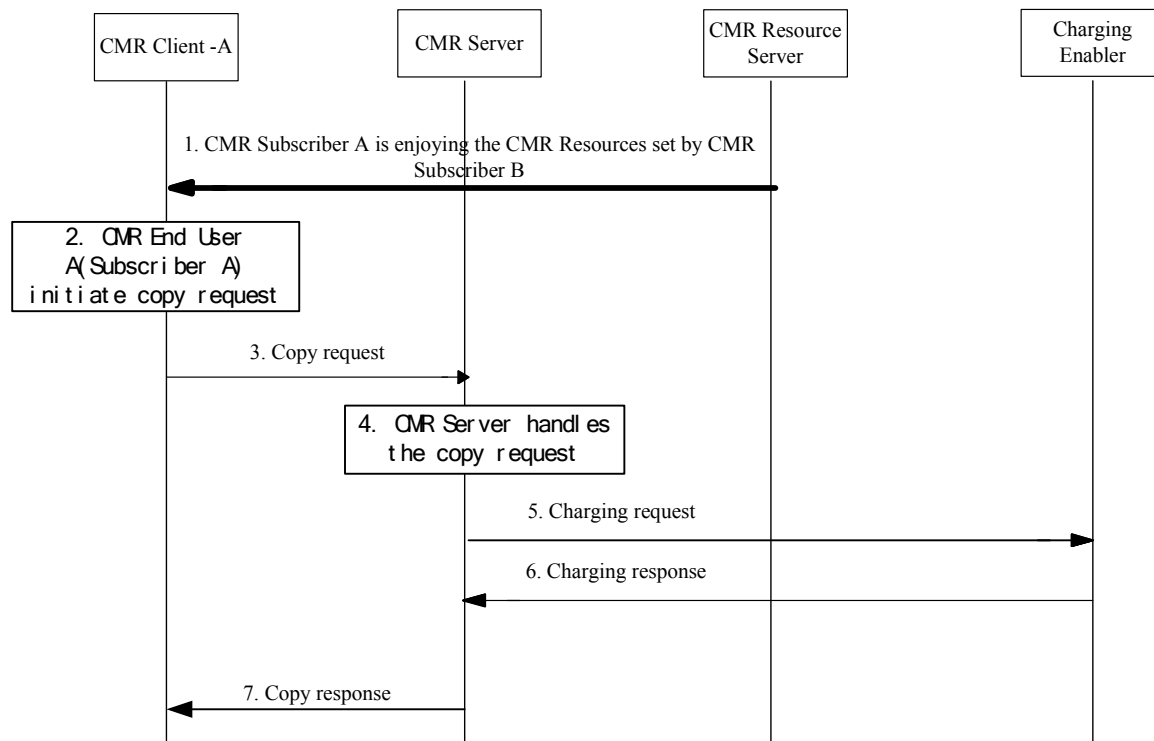 CMR Client -A
CMR Server
CMR Resource
Server
Charging
Enabler
1. CMR Subscriber A is enjoying the CMR Resources set by CMR
Subscriber B
2. CMR End User
A(Subscriber A)
initiate copy request
3. Copy request
4. CMR Server handles
the copy request
5. Charging request
6. Charging response
7. Copy response